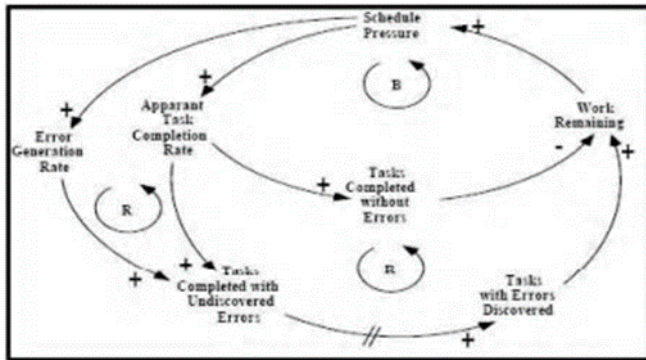 Schedule
Pressure
+
+
B
+
Apparant
Task
Completion
Rate
Work
Remaining
Error
Generation
Rate
-
+
Tasks
Completed
without
Errors
+
R
+
+
Tasks
Completed with
Undiscovered
Errors
R
Tasks
with Errors
Discovered
+